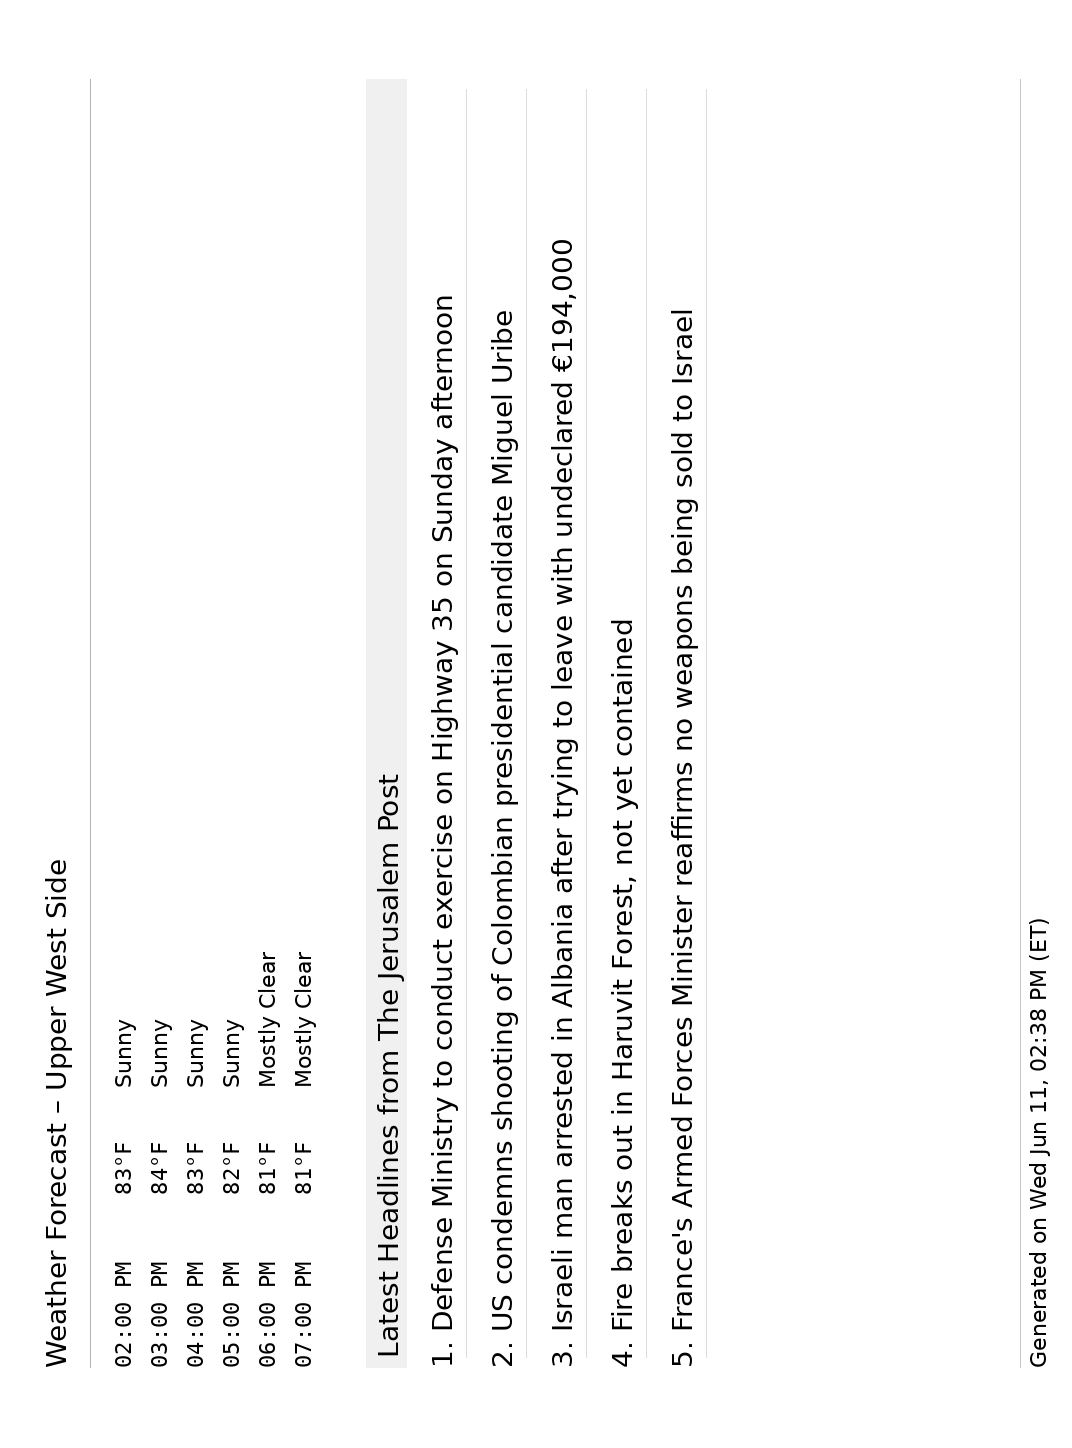 Weather Forecast – Upper West Side
02:00 PM 83°F Sunny
03:00 PM 84°F Sunny
04:00 PM 83°F Sunny
05:00 PM 82°F Sunny
06:00 PM 81°F Mostly Clear
07:00 PM 81°F Mostly Clear
Latest Headlines from The Jerusalem Post
1. Defense Ministry to conduct exercise on Highway 35 on Sunday afternoon
2. US condemns shooting of Colombian presidential candidate Miguel Uribe
3. Israeli man arrested in Albania after trying to leave with undeclared €194,000
4. Fire breaks out in Haruvit Forest, not yet contained
5. France's Armed Forces Minister reaffirms no weapons being sold to Israel
Generated on Wed Jun 11, 02:38 PM (ET)